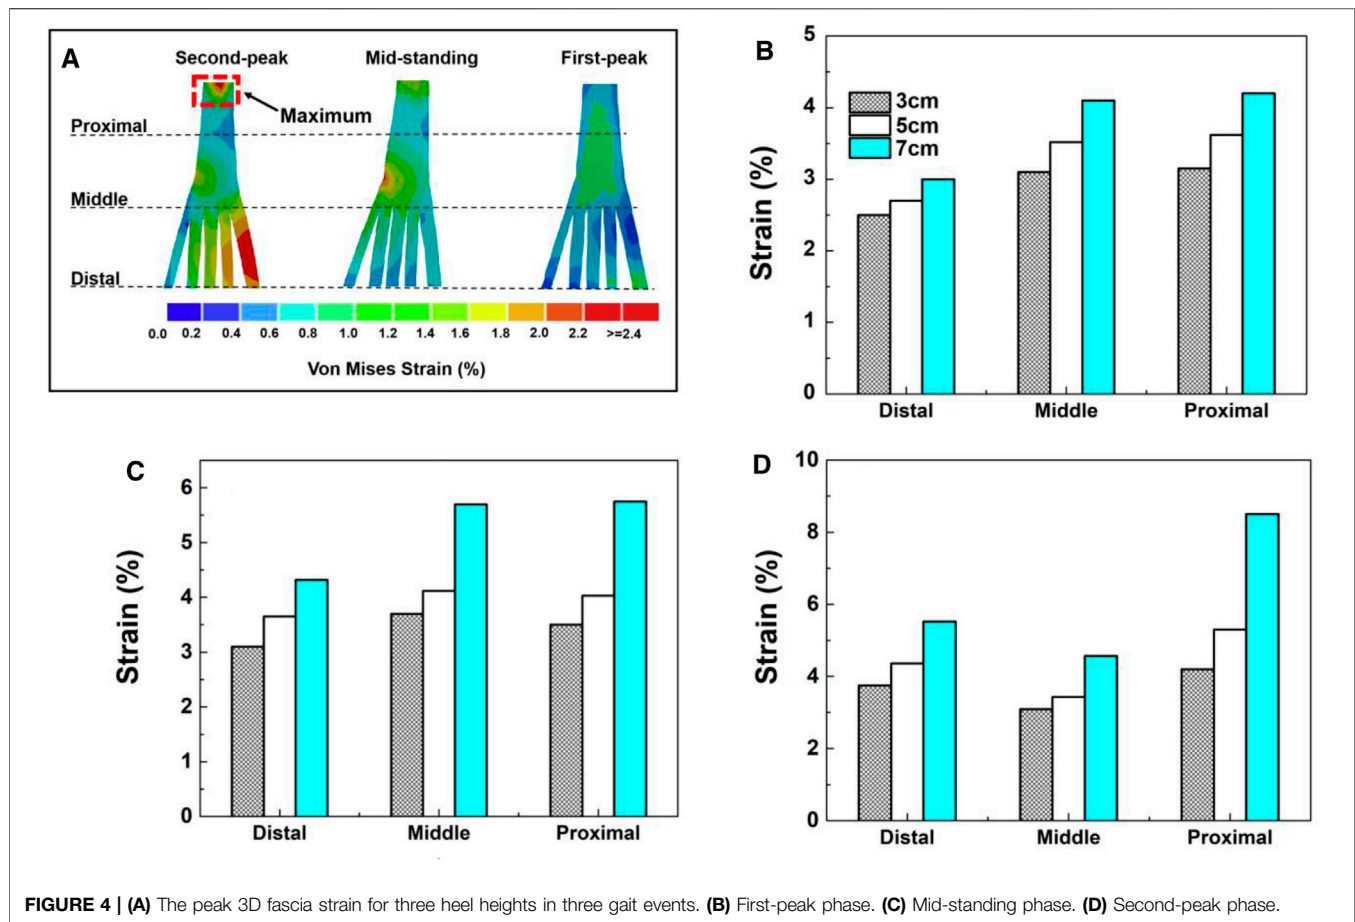 A
Second-peak Mid-standing First-peak
Maximum
Proximal
Middle
Distal
0.0 0.2 0.4 0.6 0.8 1.0 1.2 1.4 1.6 1.8 2.0 2.2 >=2.4
Von Mises Strain (%)
B
5
4
3
2
1
0
Strain (%)
3cm
5cm
7cm
Distal Middle Proximal
C
6
5
4
3
2
1
0
Strain (%)
Distal Middle Proximal
D
10
8
6
4
2
0
Strain (%)
Distal Middle Proximal
FIGURE 4 | (A) The peak 3D fascia strain for three heel heights in three gait events. (B) First-peak phase. (C) Mid-standing phase. (D) Second-peak phase.